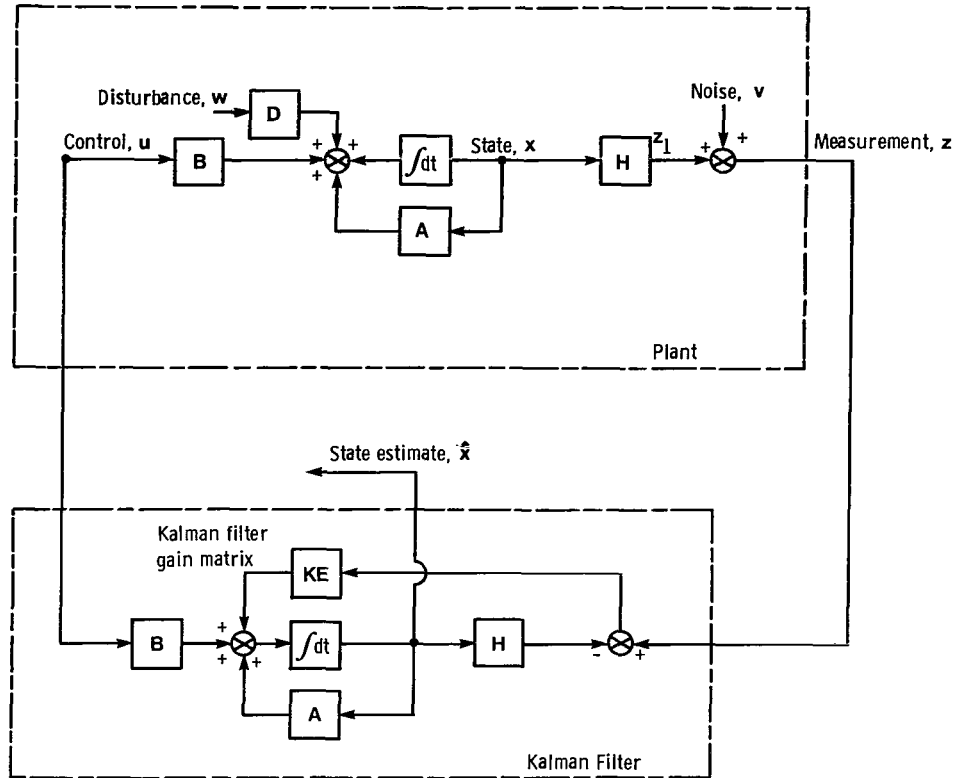 Disturbance, w
D
Noise, v
Control, u
B
+
+
+
∫dt
State, x
H
z1
+
+
Measurement, z
A
Plant
State estimate, x̂
Kalman filter
gain matrix
KE
B
+
+
+
∫dt
H
-
+
A
Kalman Filter